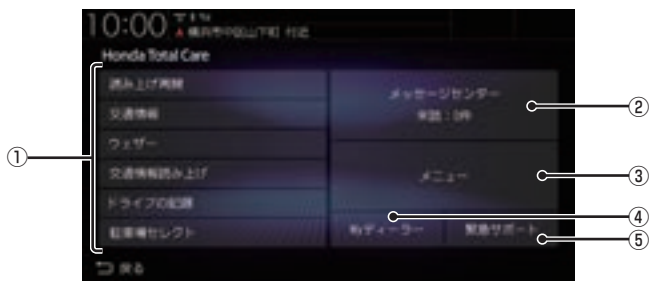 10:00 横浜市中区山下町 付近
Honda Total Care
読み上げ再開
メッセージセンター
未読:0件
交通情報
ウェザー
交通情報読み上げ
メニュー
ドライブの記録
駐車場セレクト
Myディーラー
緊急サポート
戻る
①
②
③
④
⑤